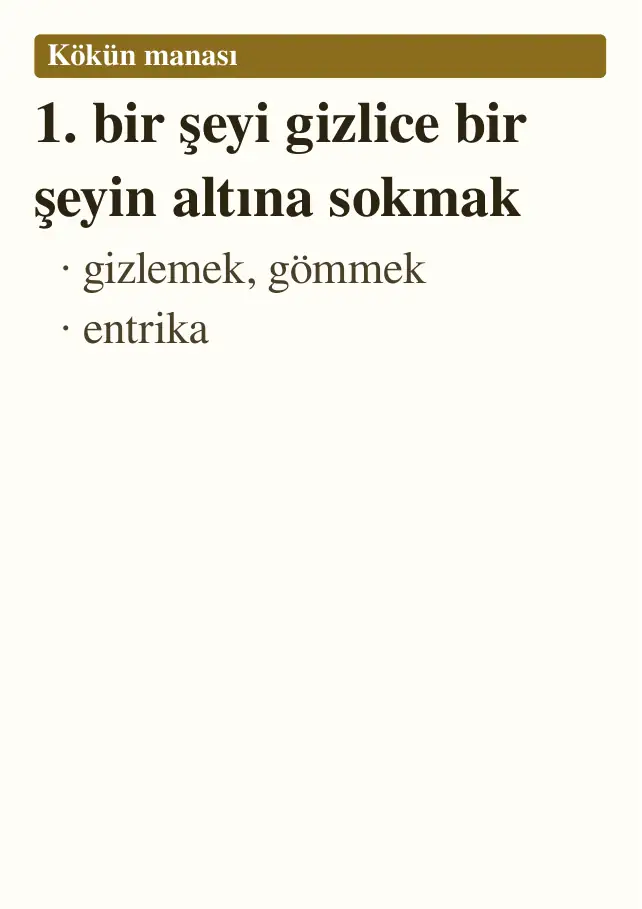 Kökün manası
1. bir şeyi gizlice bir
şeyin altına sokmak
· gizlemek, gömmek
· entrika